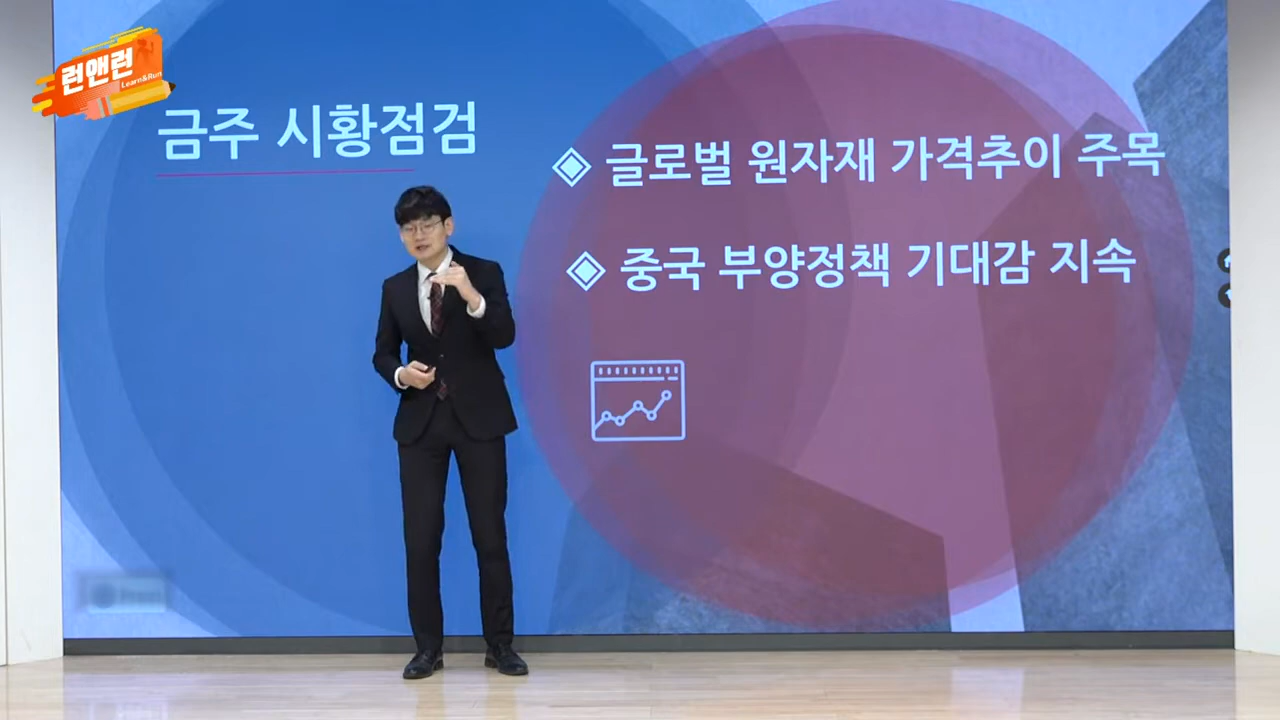 런앤런
Learn&Run
금주 시황점검
글로벌 원자재 가격추이 주목
중국 부양정책 기대감 지속